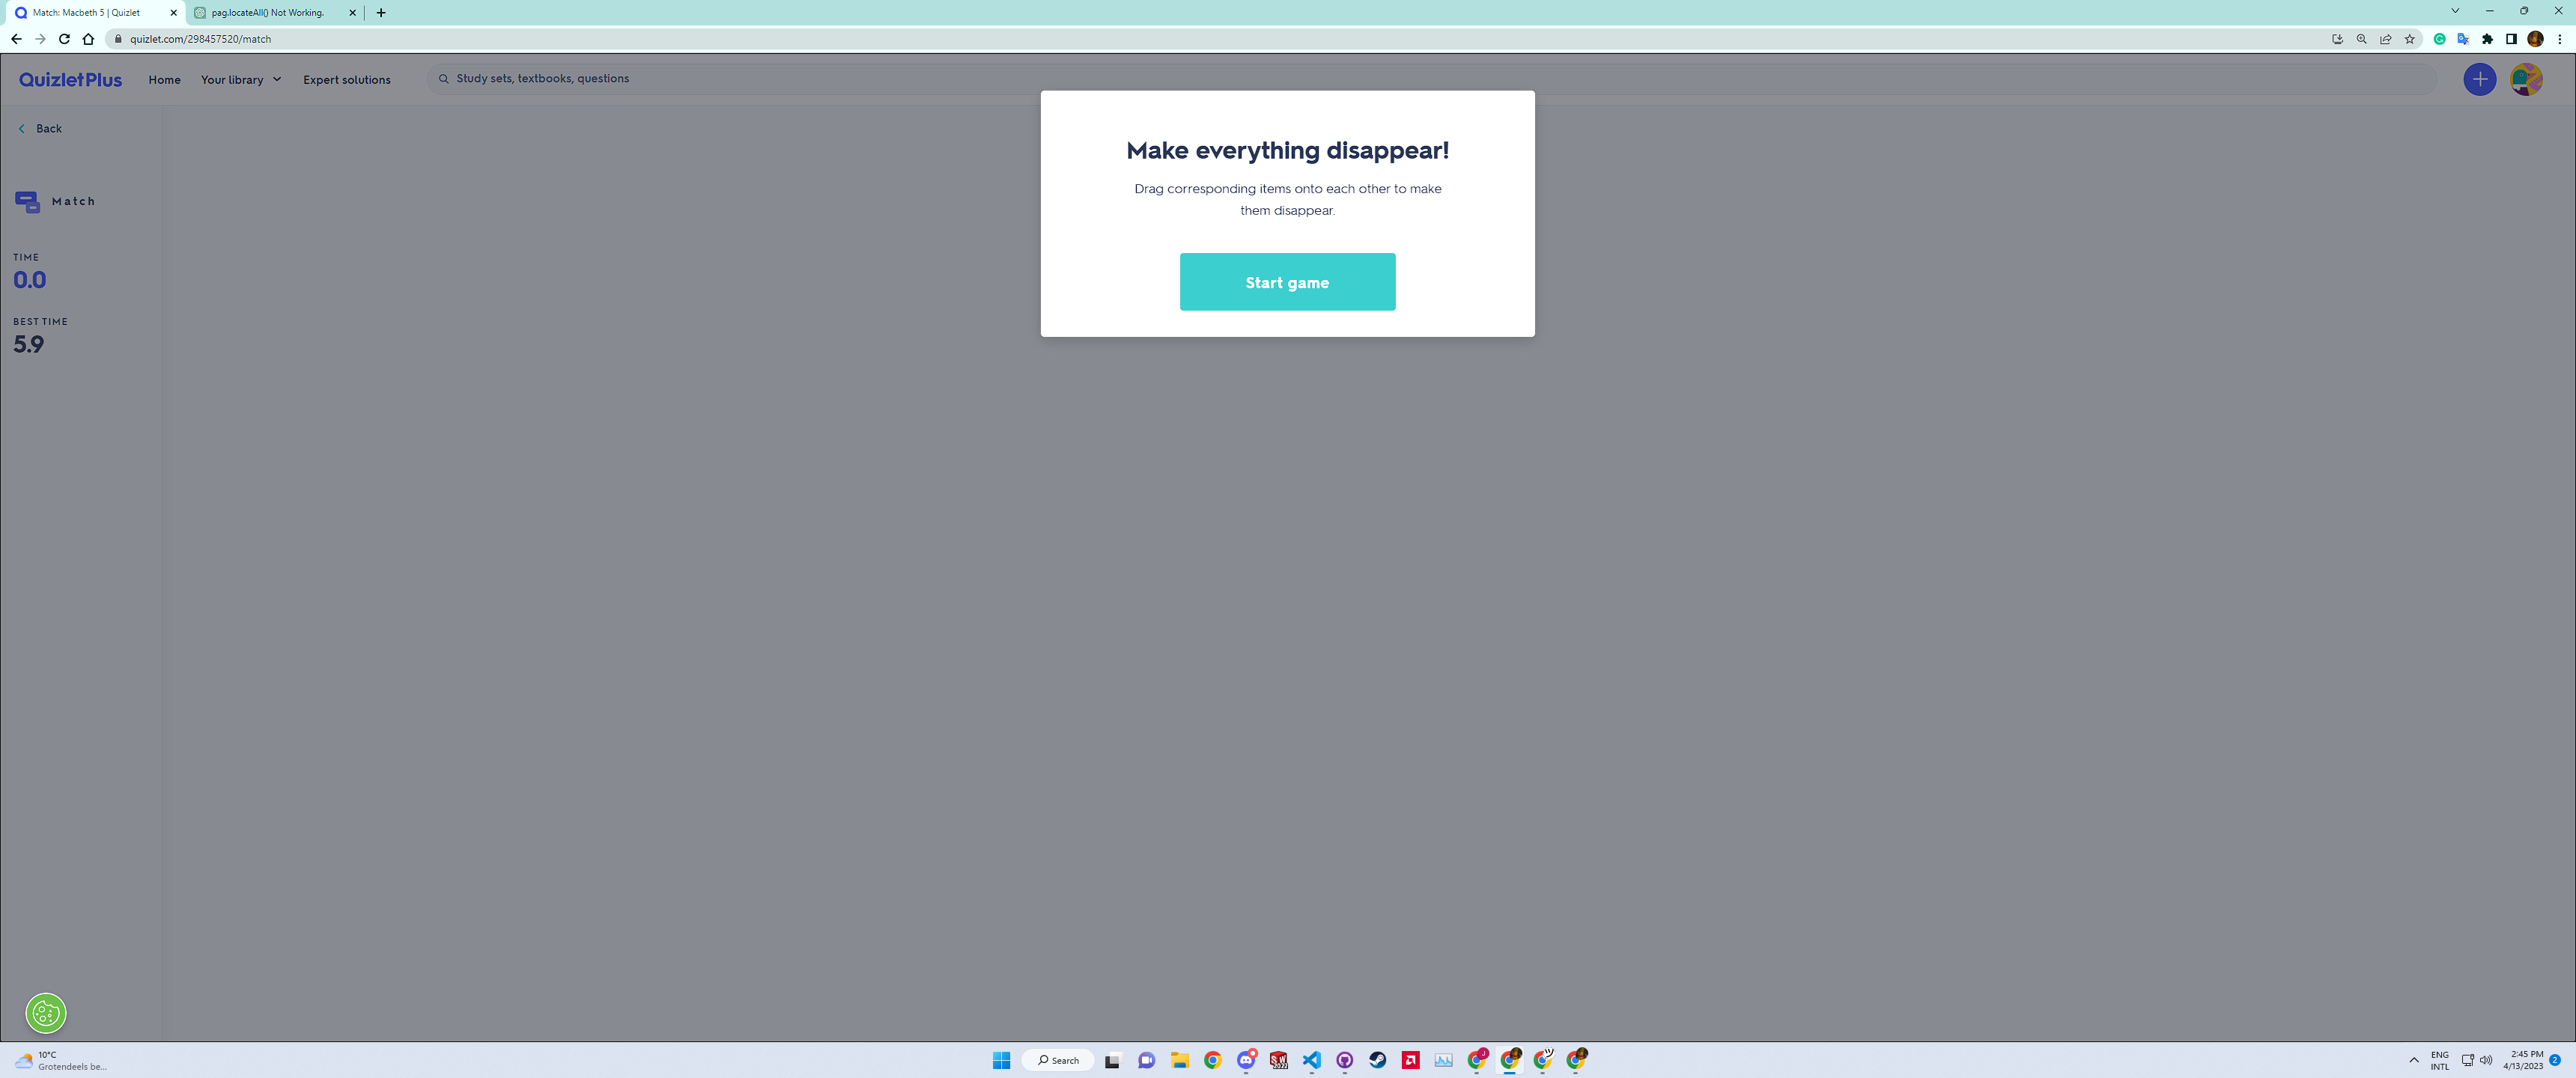 Match: Macbeth 5 | Quizlet
pag.locateAll() Not Working.
quizlet.com/298457520/match
QuizletPlus
Home
Your library
Expert solutions
Study sets, textbooks, questions
Back
Match
TIME
0.0
BEST TIME
5.9
Make everything disappear!
Drag corresponding items onto each other to make
them disappear.
Start game
10°C
Grotendeels be...
Search
SW
2022
J
ENG
INTL
2:45 PM
4/13/2023
2